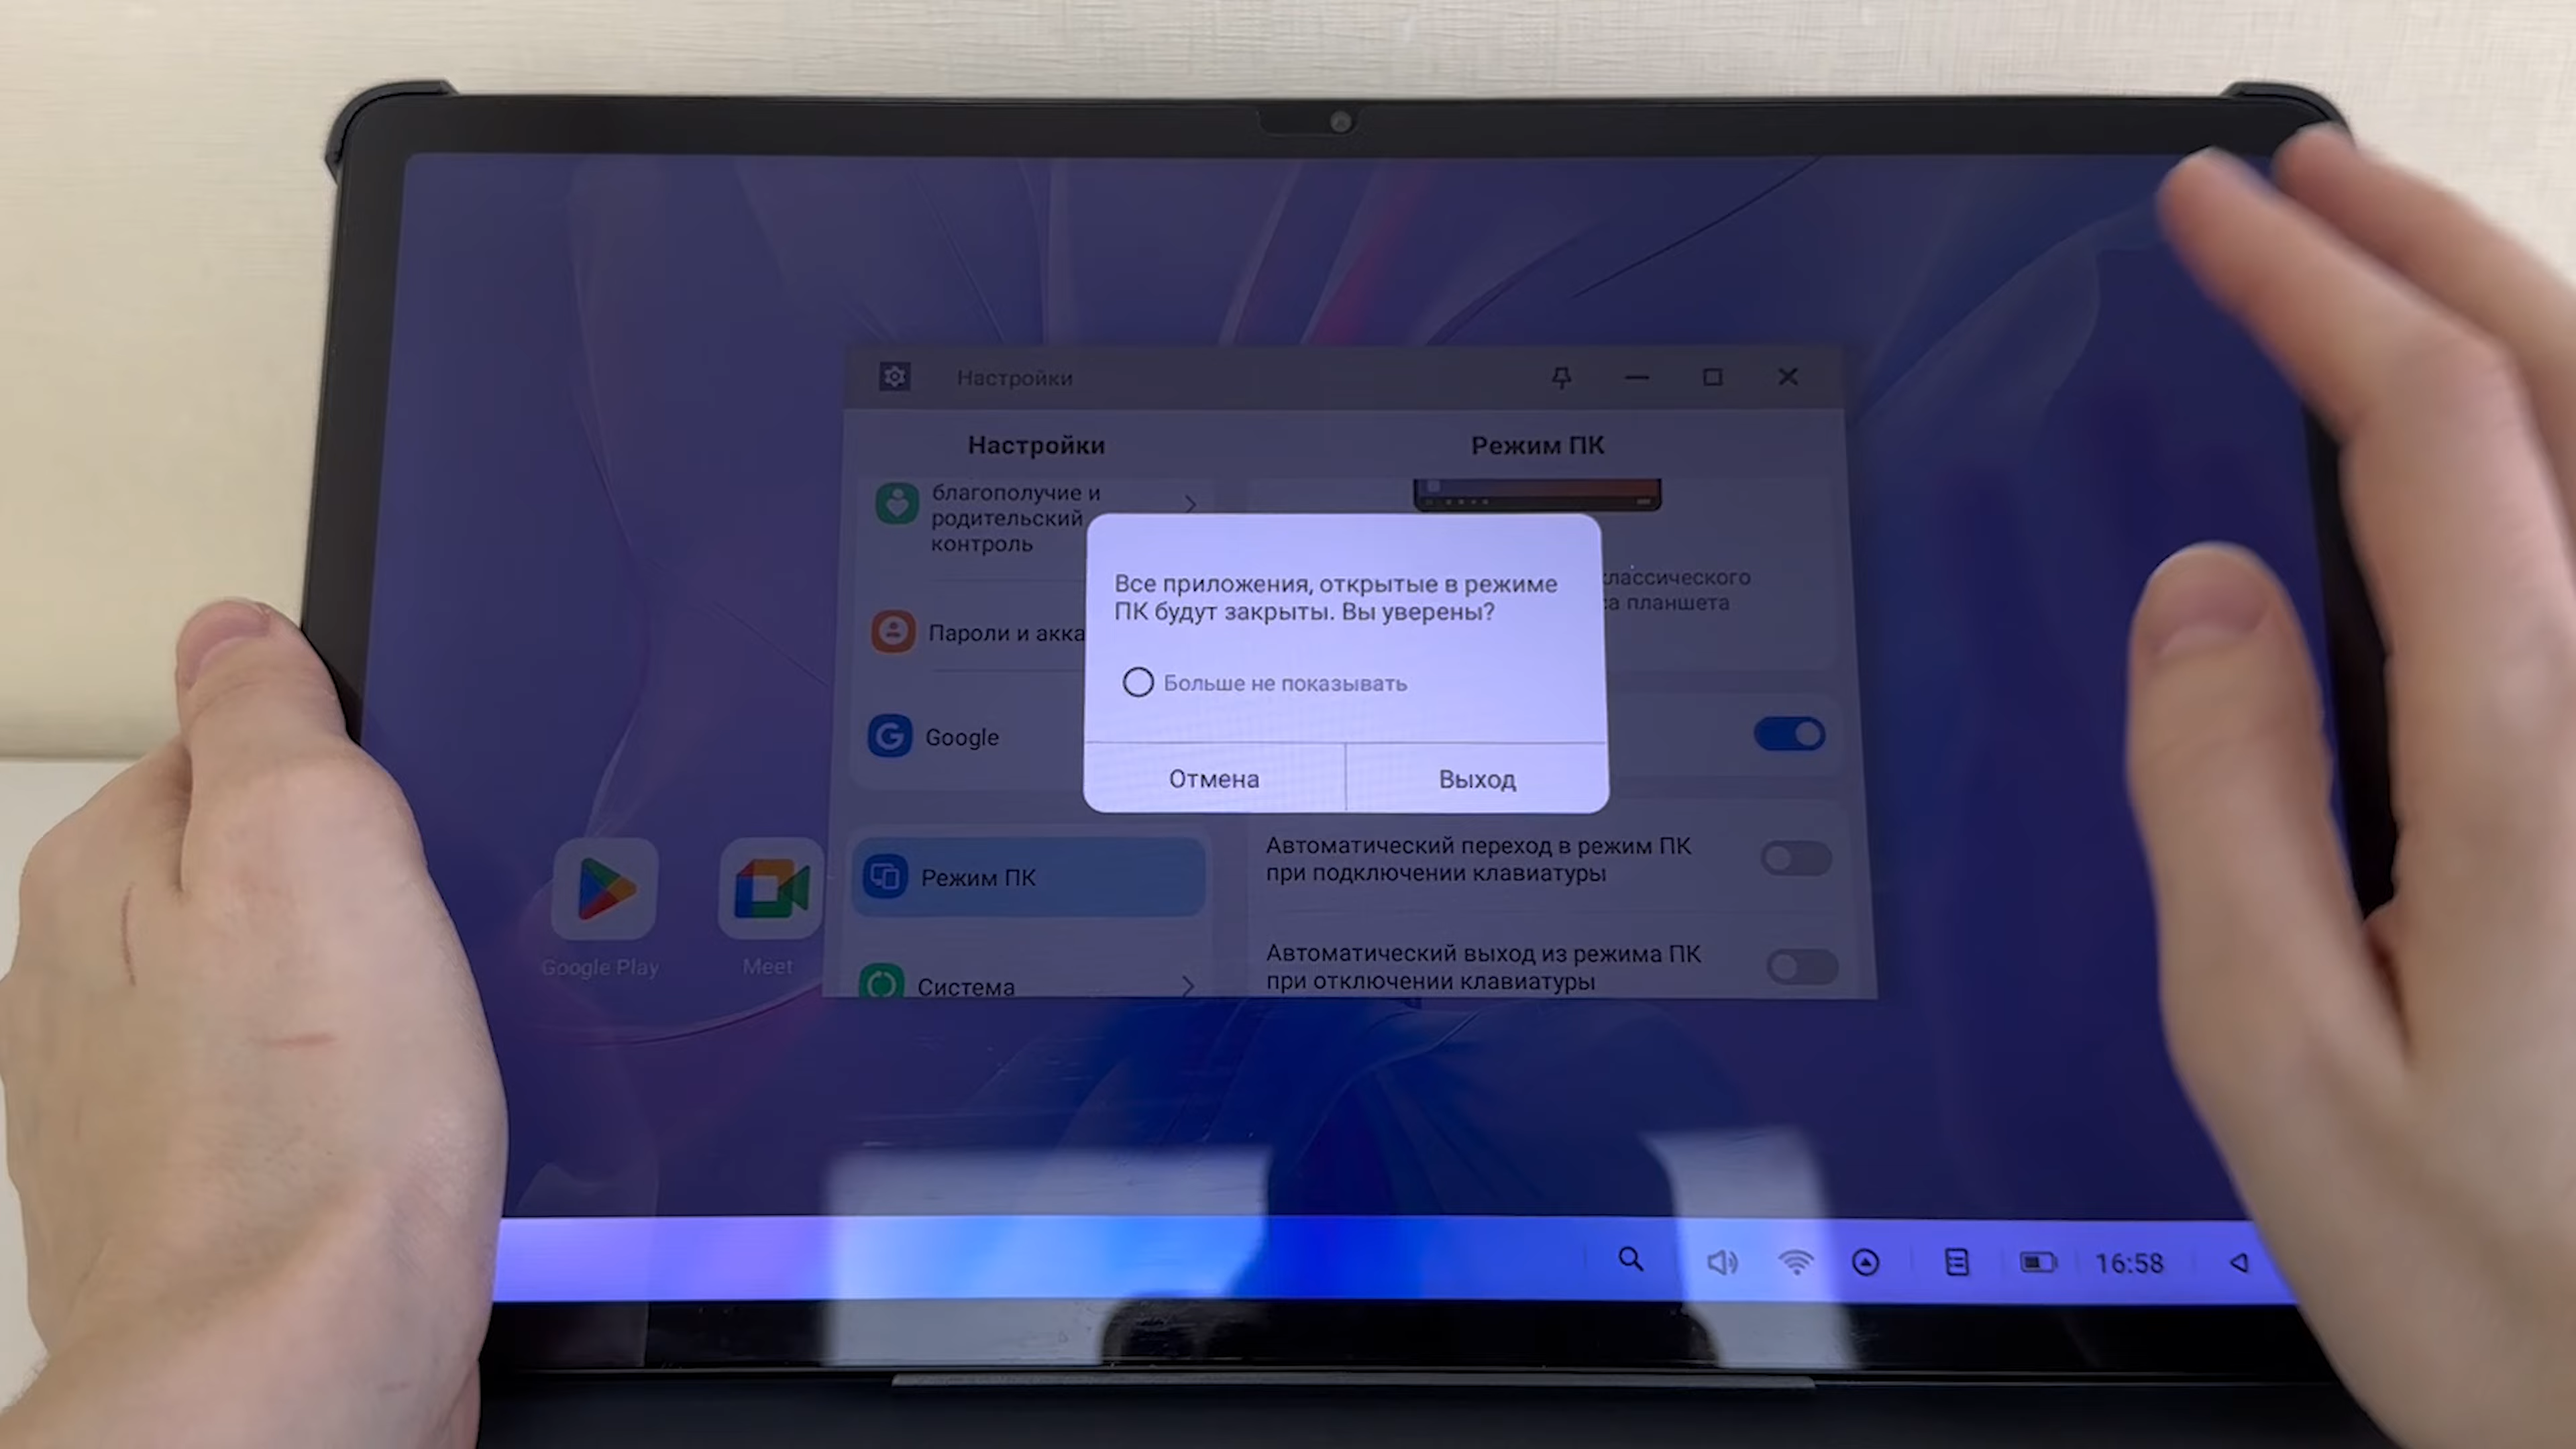 Настройки
Настройки
Режим ПК
благополучие и
родительский
контроль
классического
планшета
Все приложения, открытые в режиме
ПК будут закрыты. Вы уверены?
Больше не показывать
Отмена
Выход
Пароли и
Google
Режим ПК
Система
Автоматический переход в режим ПК
при подключении клавиатуры
Автоматический выход из режима ПК
при отключении клавиатуры
Google Play
Meet
16:58